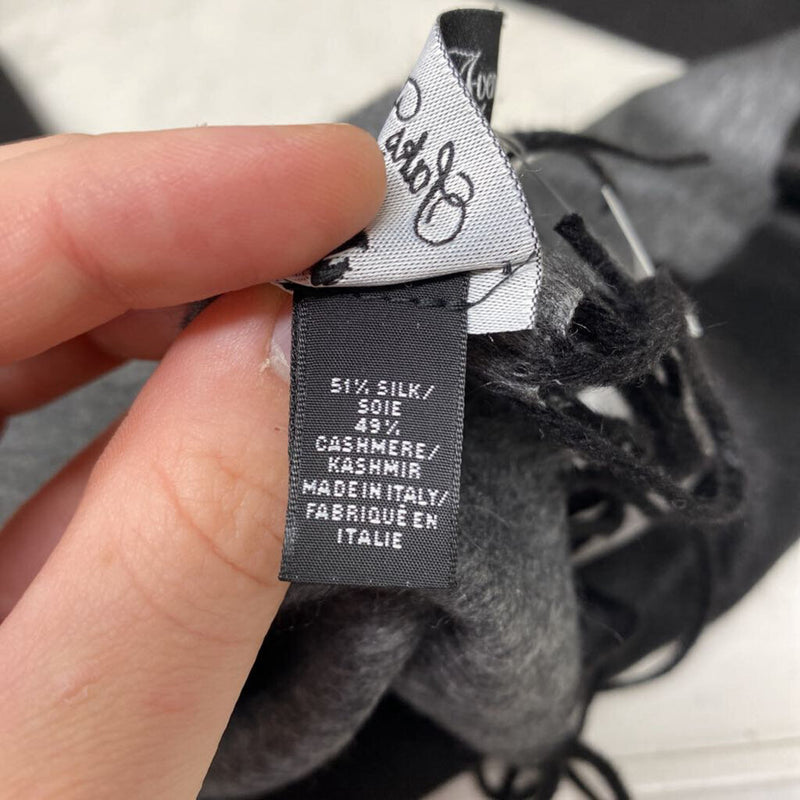 51% SILK/
SOIE
49%
CASHMERE/
KASHMIR
MADE IN ITALY/
FABRIQUÉ EN
ITALIE